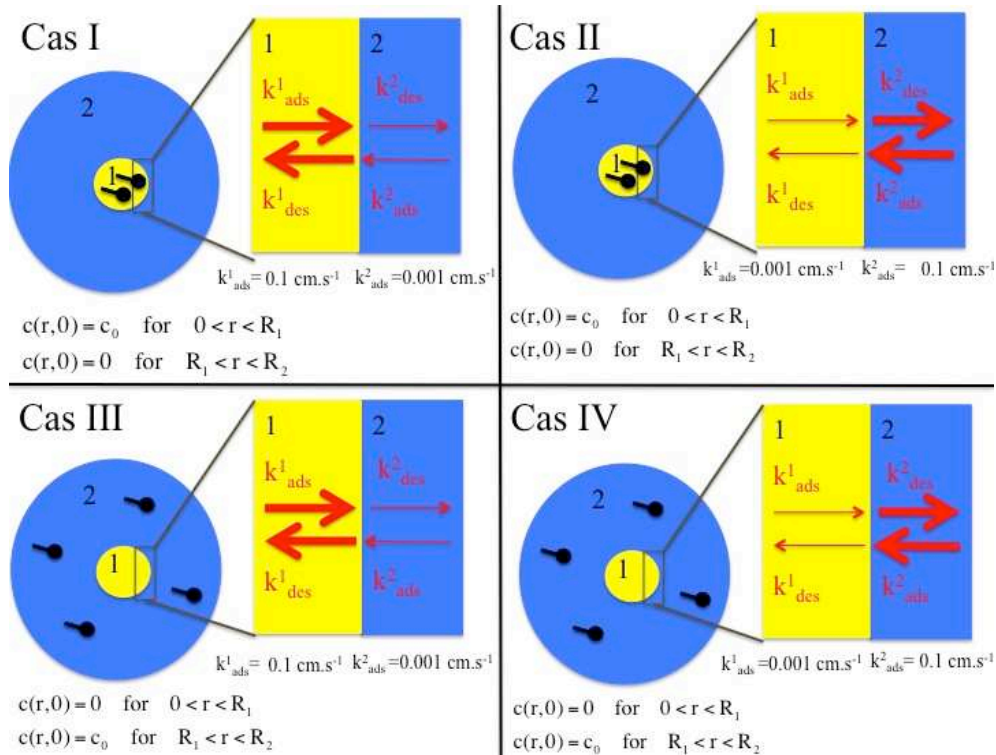 Cas I
1 2
2
k¹ads k²des
1
k¹des k²ads
k¹ads= 0.1 cm.s⁻¹ k²ads=0.001 cm.s⁻¹
c(r,0) = c₀ for 0 < r < R₁
c(r,0) = 0 for R₁ < r < R₂
Cas II
1 2
2
k¹ads k²des
1
k¹des k²ads
k¹ads=0.001 cm.s⁻¹ k²ads= 0.1 cm.s⁻¹
c(r,0) = c₀ for 0 < r < R₁
c(r,0) = 0 for R₁ < r < R₂
Cas III
1 2
2
k¹ads k²des
1
k¹des k²ads
k¹ads= 0.1 cm.s⁻¹ k²ads=0.001 cm.s⁻¹
c(r,0) = 0 for 0 < r < R₁
c(r,0) = c₀ for R₁ < r < R₂
Cas IV
1 2
2
k¹ads k²des
1
k¹des k²ads
k¹ads=0.001 cm.s⁻¹ k²ads= 0.1 cm.s⁻¹
c(r,0) = 0 for 0 < r < R₁
c(r,0) = c₀ for R₁ < r < R₂